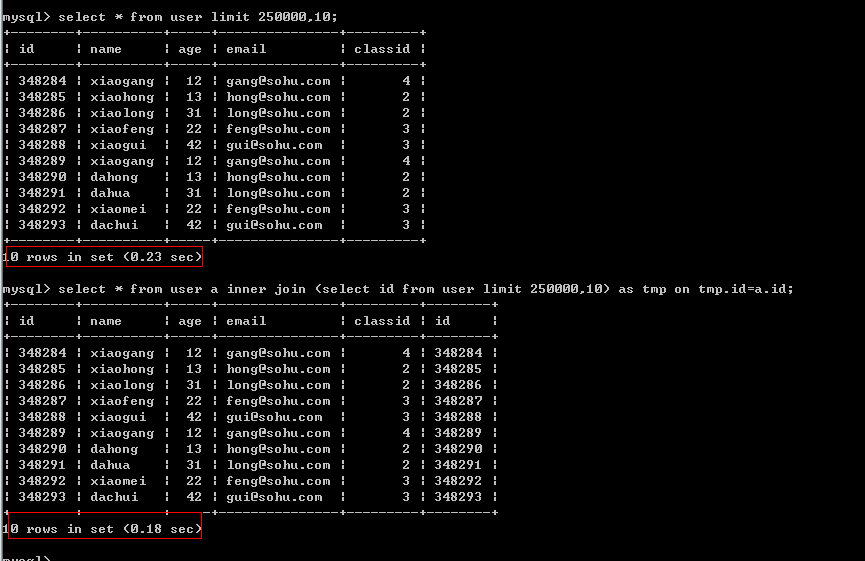 mysql> select * from user limit 250000,10;
+--------+----------+-----+---------------+---------+
¦ id ¦ name ¦ age ¦ email ¦ classid ¦
+--------+----------+-----+---------------+---------+
¦ 348284 ¦ xiaogang ¦ 12 ¦ gang@sohu.com ¦ 4 ¦
¦ 348285 ¦ xiaohong ¦ 13 ¦ hong@sohu.com ¦ 2 ¦
¦ 348286 ¦ xiaolong ¦ 31 ¦ long@sohu.com ¦ 2 ¦
¦ 348287 ¦ xiaofeng ¦ 22 ¦ feng@sohu.com ¦ 3 ¦
¦ 348288 ¦ xiaogui ¦ 42 ¦ gui@sohu.com ¦ 3 ¦
¦ 348289 ¦ xiaogang ¦ 12 ¦ gang@sohu.com ¦ 4 ¦
¦ 348290 ¦ dahong ¦ 13 ¦ hong@sohu.com ¦ 2 ¦
¦ 348291 ¦ dahua ¦ 31 ¦ long@sohu.com ¦ 2 ¦
¦ 348292 ¦ xiaomei ¦ 22 ¦ feng@sohu.com ¦ 3 ¦
¦ 348293 ¦ dachui ¦ 42 ¦ gui@sohu.com ¦ 3 ¦
+--------+----------+-----+---------------+---------+
10 rows in set (0.23 sec)
mysql> select * from user a inner join (select id from user limit 250000,10) as tmp on tmp.id=a.id;
+--------+----------+-----+---------------+---------+--------+
¦ id ¦ name ¦ age ¦ email ¦ classid ¦ id ¦
+--------+----------+-----+---------------+---------+--------+
¦ 348284 ¦ xiaogang ¦ 12 ¦ gang@sohu.com ¦ 4 ¦ 348284 ¦
¦ 348285 ¦ xiaohong ¦ 13 ¦ hong@sohu.com ¦ 2 ¦ 348285 ¦
¦ 348286 ¦ xiaolong ¦ 31 ¦ long@sohu.com ¦ 2 ¦ 348286 ¦
¦ 348287 ¦ xiaofeng ¦ 22 ¦ feng@sohu.com ¦ 3 ¦ 348287 ¦
¦ 348288 ¦ xiaogui ¦ 42 ¦ gui@sohu.com ¦ 3 ¦ 348288 ¦
¦ 348289 ¦ xiaogang ¦ 12 ¦ gang@sohu.com ¦ 4 ¦ 348289 ¦
¦ 348290 ¦ dahong ¦ 13 ¦ hong@sohu.com ¦ 2 ¦ 348290 ¦
¦ 348291 ¦ dahua ¦ 31 ¦ long@sohu.com ¦ 2 ¦ 348291 ¦
¦ 348292 ¦ xiaomei ¦ 22 ¦ feng@sohu.com ¦ 3 ¦ 348292 ¦
¦ 348293 ¦ dachui ¦ 42 ¦ gui@sohu.com ¦ 3 ¦ 348293 ¦
+--------+----------+-----+---------------+---------+--------+
10 rows in set (0.18 sec)
mysql>